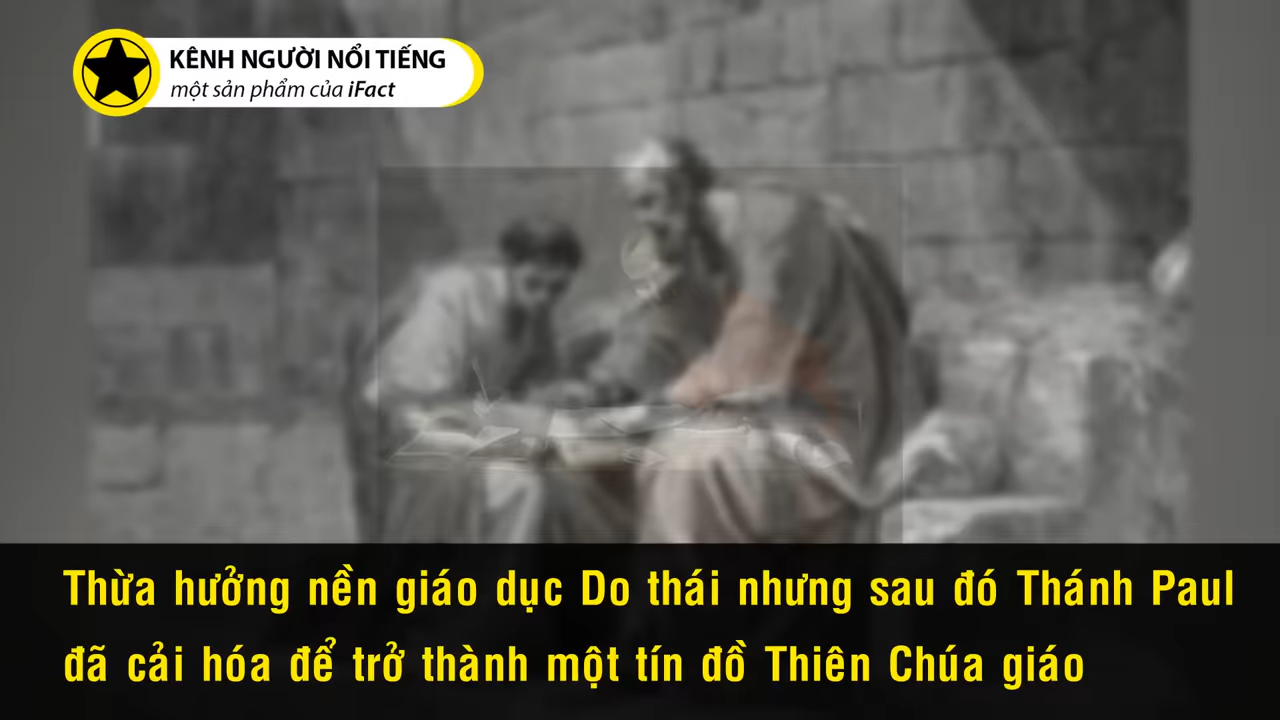 KÊNH NGƯỜI NỔI TIẾNG
một sản phẩm của iFact
Thừa hưởng nền giáo dục Do thái nhưng sau đó Thánh Paul
đã cải hóa để trở thành một tín đồ Thiên Chúa giáo